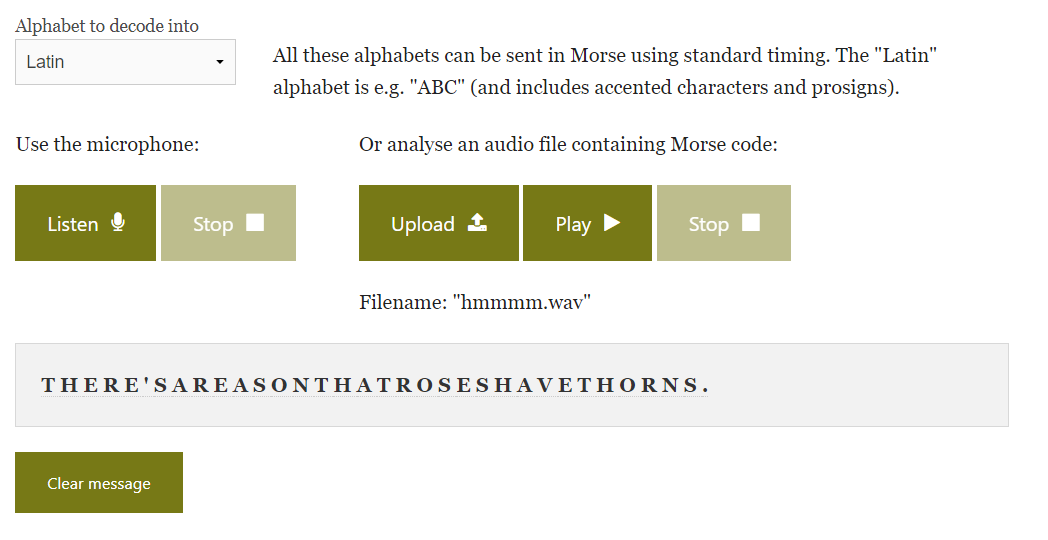 Alphabet to decode into
Latin
All these alphabets can be sent in Morse using standard timing. The "Latin"
alphabet is e.g. "ABC" (and includes accented characters and prosigns).
Use the microphone:
Or analyse an audio file containing Morse code:
Listen
Stop
Upload
Play
Stop
Filename: "hmmmm.wav"
T H E R E ' S A R E A S O N T H A T R O S E S H A V E T H O R N S .
Clear message